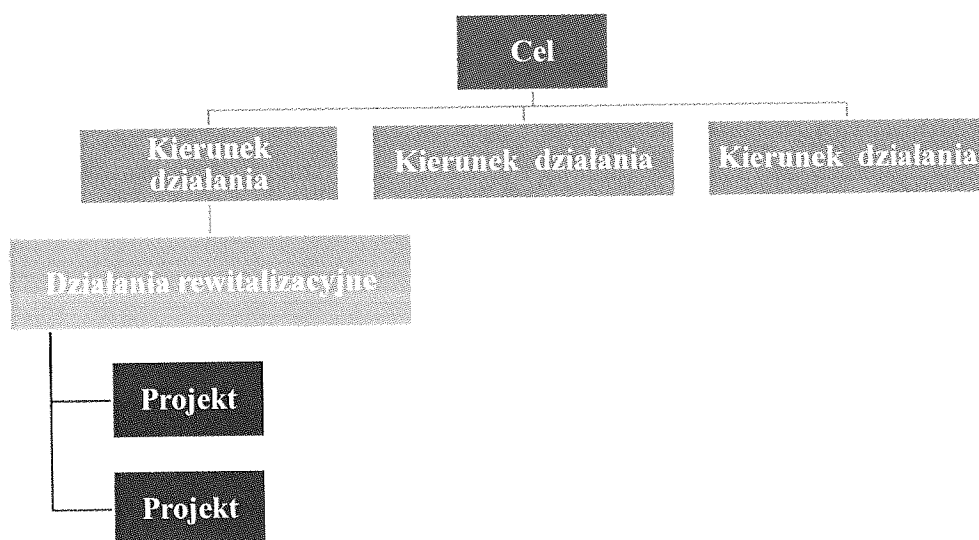 Cel
Kierunek
działania
Kierunek działania
Kierunek działania
Działania rewitalizacyjne
Projekt
Projekt